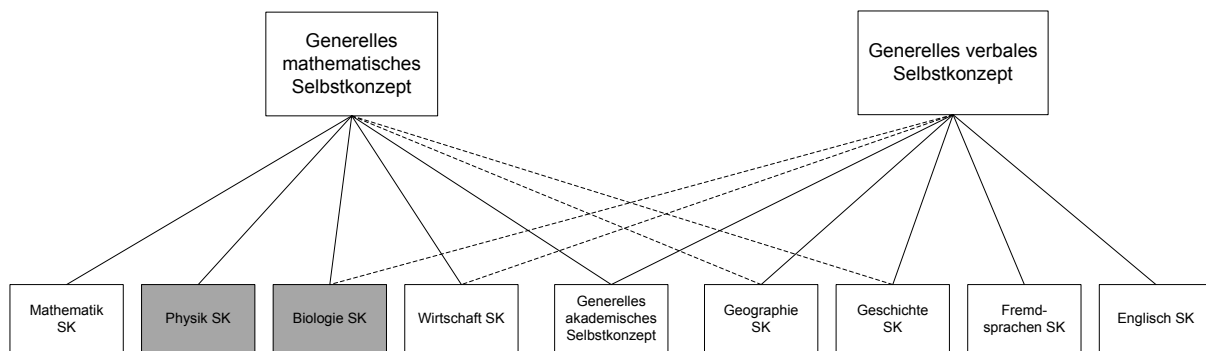 Generelles
mathematisches
Selbstkonzept
Generelles verbales
Selbstkonzept
Mathematik
SK
Physik SK
Biologie SK
Wirtschaft SK
Generelles
akademisches
Selbstkonzept
Geographie
SK
Geschichte
SK
Fremd-
sprachen SK
Englisch SK